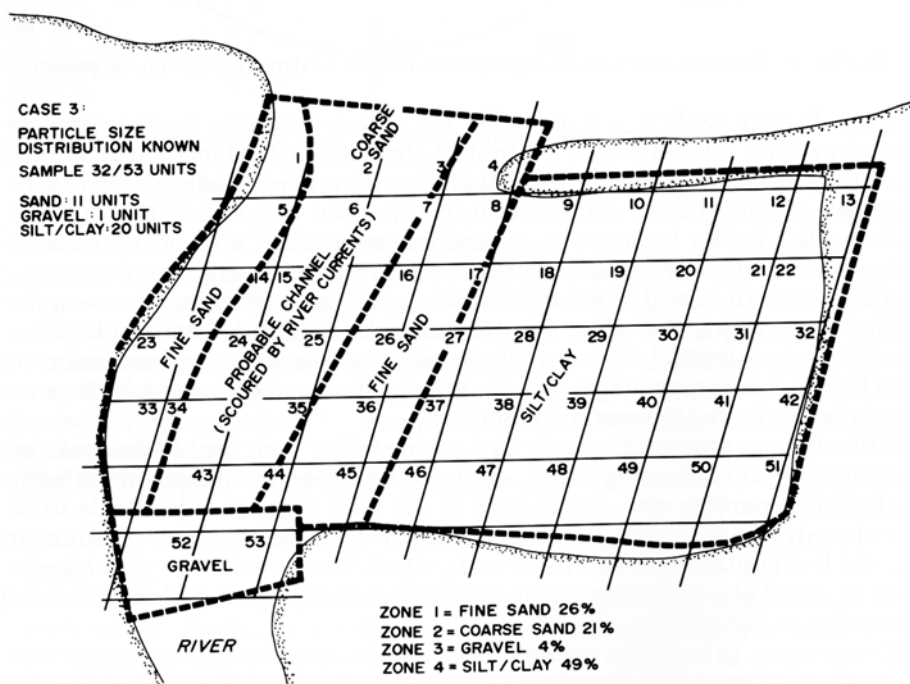 CASE 3:
PARTICLE SIZE
DISTRIBUTION KNOWN
SAMPLE 32/53 UNITS
SAND: 11 UNITS
GRAVEL: 1 UNIT
SILT/CLAY: 20 UNITS
COARSE
SAND
1
2
3
4
5
6
7
8
9
10
11
12
13
14
15
16
17
18
19
20
21
22
FINE SAND
PROBABLE CHANNEL
(SCOURED BY RIVER CURRENTS)
FINE SAND
SILT/CLAY
23
24
25
26
27
28
29
30
31
32
33
34
35
36
37
38
39
40
41
42
43
44
45
46
47
48
49
50
51
52
53
GRAVEL
RIVER
ZONE 1 = FINE SAND 26%
ZONE 2 = COARSE SAND 21%
ZONE 3 = GRAVEL 4%
ZONE 4 = SILT/CLAY 49%